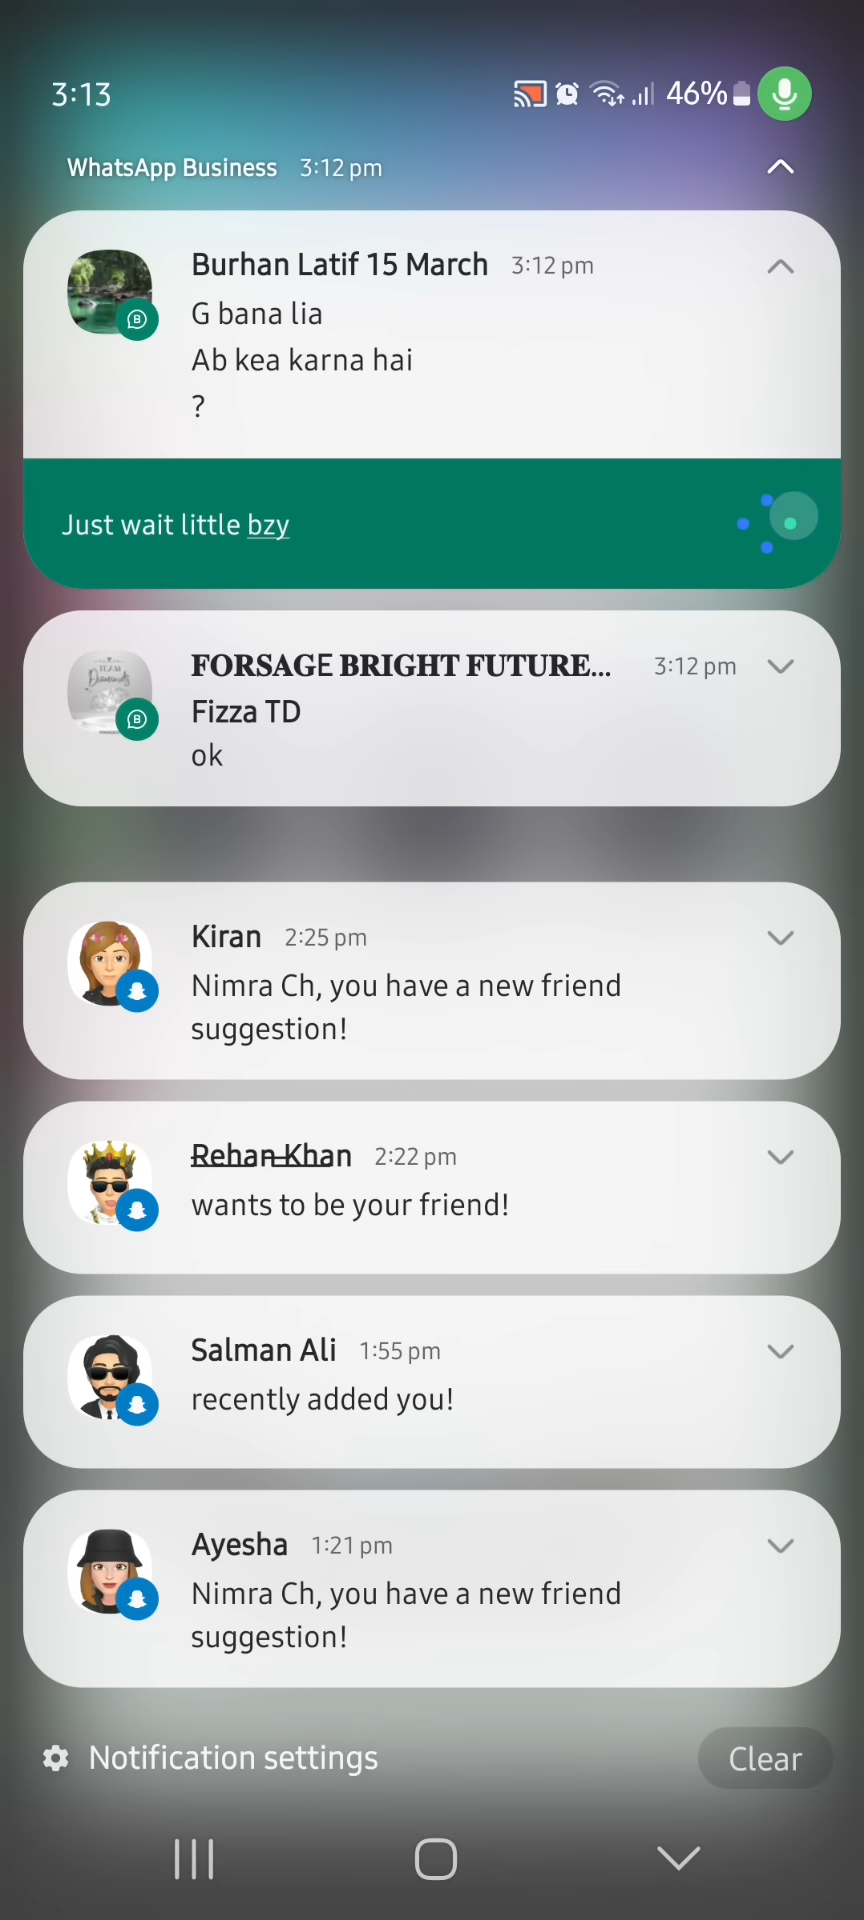 3:13
46%
WhatsApp Business 3:12 pm
Burhan Latif 15 March 3:12 pm
G bana lia
Ab kea karna hai
?
Just wait little bzy
𝐅𝐎𝐑𝐒𝐀𝐆E 𝐁𝐑𝐈𝐆𝐇𝐓 𝐅𝐔𝐓𝐔𝐑𝐄... 3:12 pm
TEAM
Diamonds
Fizza TD
ok
Kiran 2:25 pm
Nimra Ch, you have a new friend
suggestion!
Rehan Khan 2:22 pm
wants to be your friend!
Salman Ali 1:55 pm
recently added you!
Ayesha 1:21 pm
Nimra Ch, you have a new friend
suggestion!
Notification settings
Clear